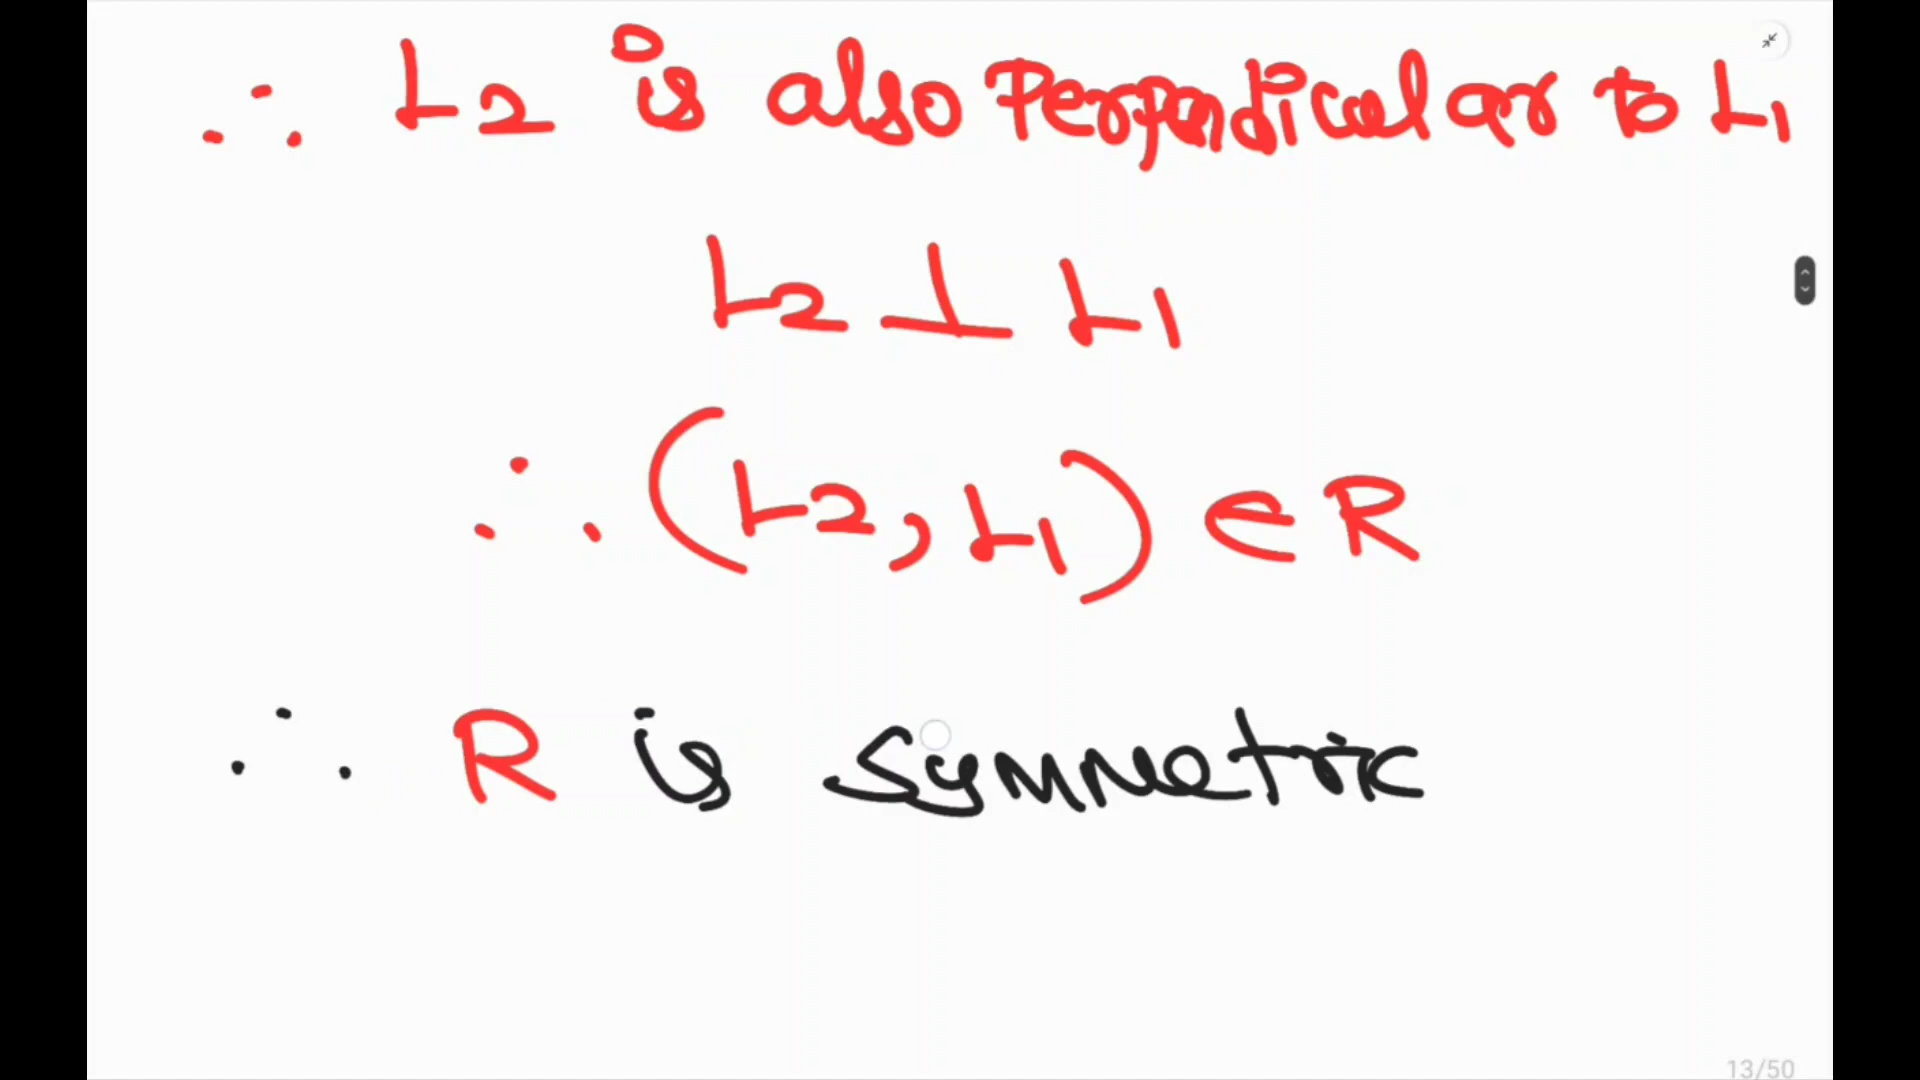 ∴ L2 is also Perpendicular to L1
L2 ⊥ L1
∴ (L2, L1) ∈ R
∴ R is symmetric
13/50